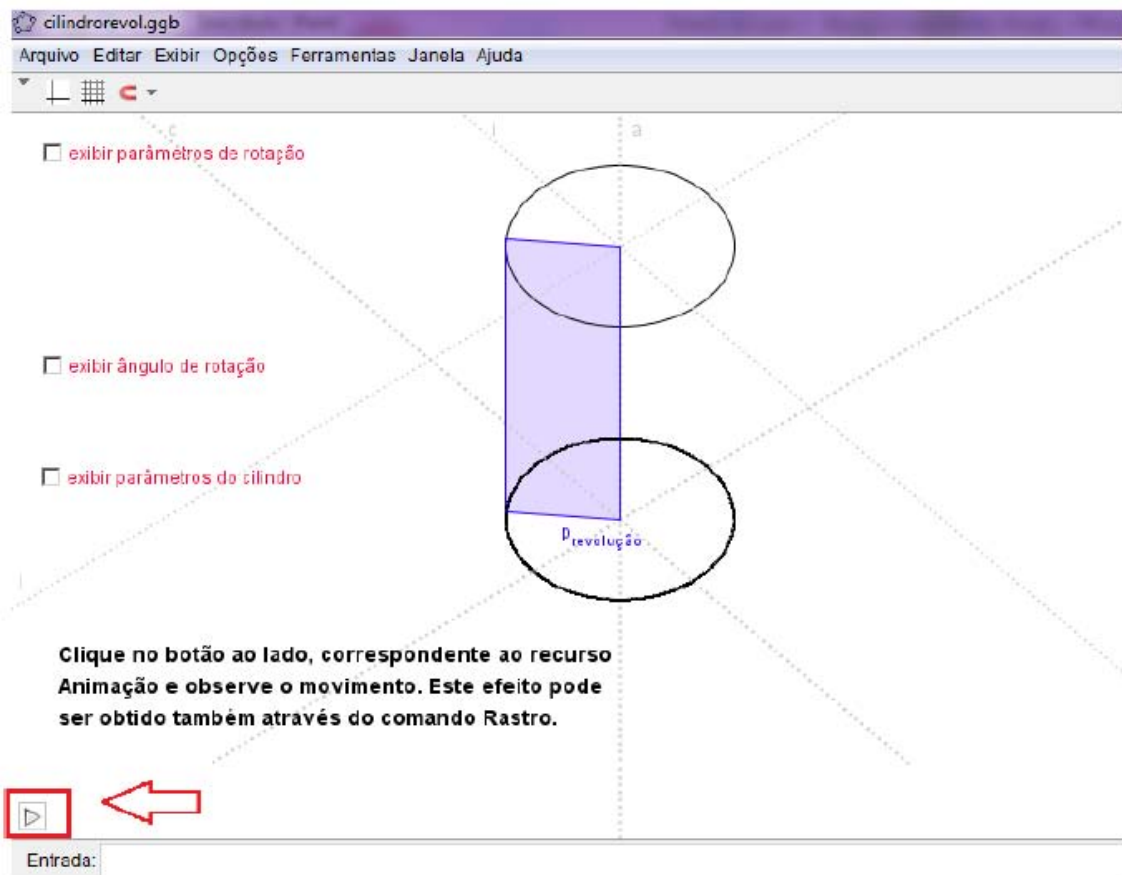 cilindrorevol.ggb
Arquivo Editar Exibir Opções Ferramentas Janela Ajuda
c
i
a
exibir parâmetros de rotação
exibir ângulo de rotação
exibir parâmetros do cilindro
p revolução
Clique no botão ao lado, correspondente ao recurso
Animação e observe o movimento. Este efeito pode
ser obtido também através do comando Rastro.
Entrada: